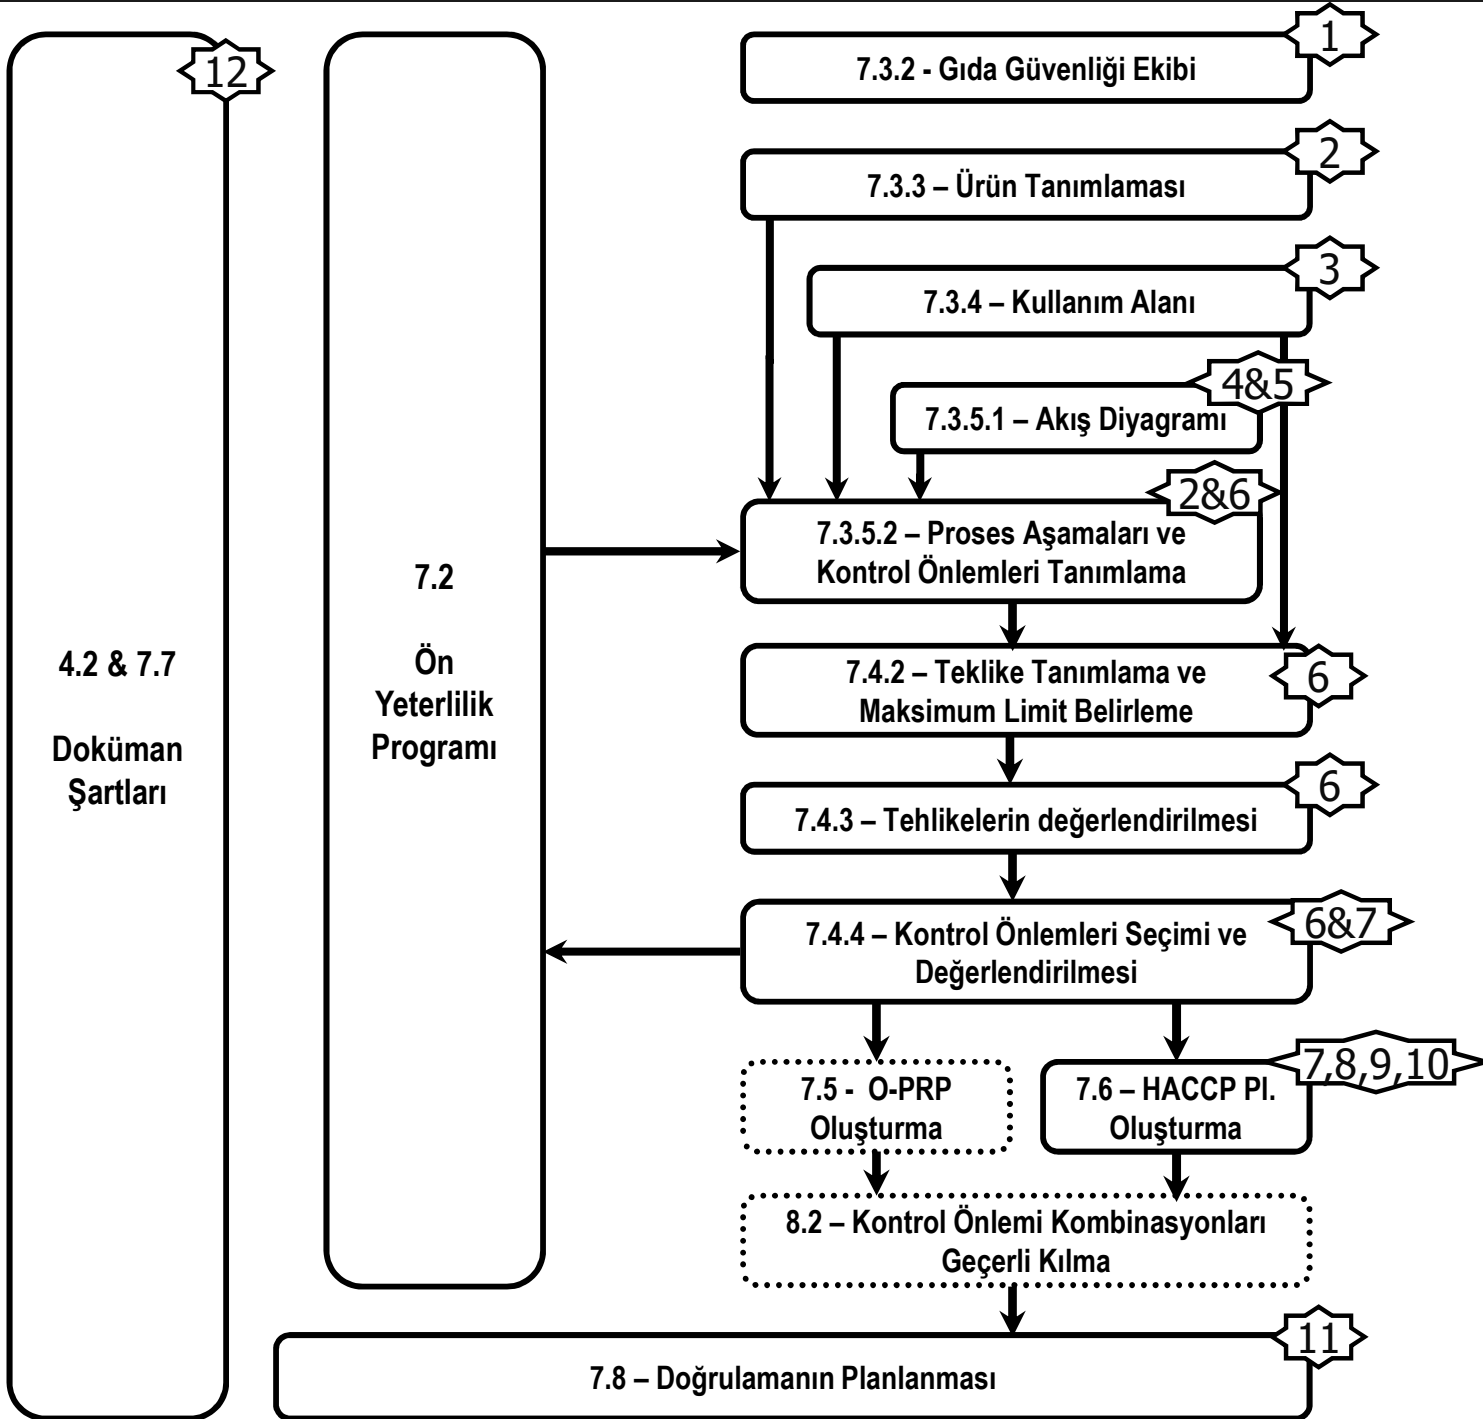 12
4.2 & 7.7
Doküman
Şartları
7.2
Ön
Yeterlilik
Programı
1
7.3.2 - Gıda Güvenliği Ekibi
2
7.3.3 – Ürün Tanımlaması
3
7.3.4 – Kullanım Alanı
4&5
7.3.5.1 – Akış Diyagramı
2&6
7.3.5.2 – Proses Aşamaları ve
Kontrol Önlemleri Tanımlama
7.4.2 – Teklike Tanımlama ve
Maksimum Limit Belirleme
6
6
7.4.3 – Tehlikelerin değerlendirilmesi
6&7
7.4.4 – Kontrol Önlemleri Seçimi ve
Değerlendirilmesi
7,8,9,10
7.5 - O-PRP
Oluşturma
7.6 – HACCP Pl.
Oluşturma
8.2 – Kontrol Önlemi Kombinasyonları
Geçerli Kılma
11
7.8 – Doğrulamanın Planlanması